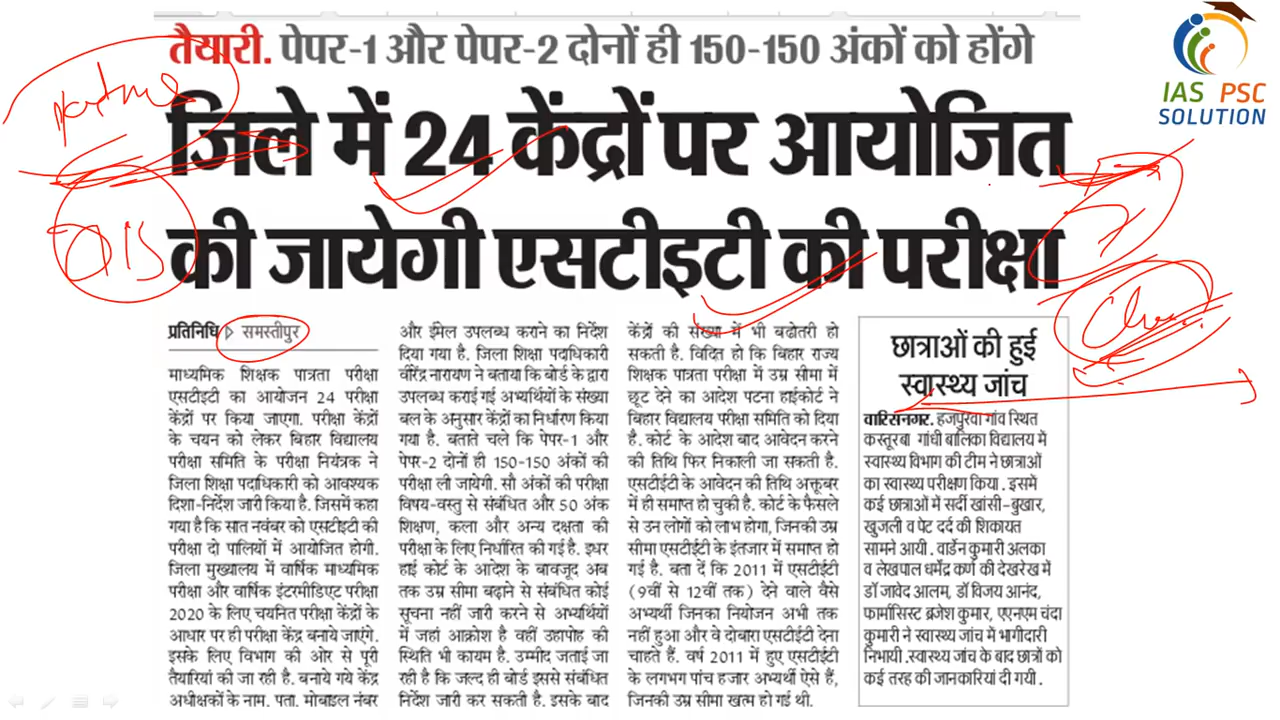 तैयारी. पेपर-1 और पेपर-2 दोनों ही 150-150 अंकों को होंगे
जिले में 24 केंद्रों पर आयोजित
की जायेगी एसटीइटी की परीक्षा
IAS PSC
SOLUTION
प्रतिनिधि समस्तीपुर
माध्यमिक शिक्षक पात्रता परीक्षा
एसटीइटी का आयोजन 24 परीक्षा
केंद्रों पर किया जाएगा. परीक्षा केंद्रों
के चयन को लेकर बिहार विद्यालय
परीक्षा समिति के परीक्षा नियंत्रक ने
जिला शिक्षा पदाधिकारी को आवश्यक
दिशा-निर्देश जारी किया है. जिसमें कहा
गया है कि सात नवंबर को एसटीइटी की
परीक्षा दो पालियों में आयोजित होगी.
जिला मुख्यालय में वार्षिक माध्यमिक
परीक्षा और वार्षिक इंटरमीडिएट परीक्षा
2020 के लिए चयनित परीक्षा केंद्रों के
आधार पर ही परीक्षा केंद्र बनाये जाएंगे.
इसके लिए विभाग की ओर से पूरी
तैयारियां की जा रही है. बनाये गये केंद्र
अधीक्षकों के नाम, पता, मोबाइल नंबर
और ईमेल उपलब्ध कराने का निर्देश
दिया गया है. जिला शिक्षा पदाधिकारी
वीरेंद्र नारायण ने बताया कि बोर्ड के द्वारा
उपलब्ध कराई गई अभ्यर्थियों के संख्या
बल के अनुसार केंद्रों का निर्धारण किया
गया है. बताते चले कि पेपर-1 और
पेपर-2 दोनों ही 150-150 अंकों की
परीक्षा ली जायेगी. सौ अंकों की परीक्षा
विषय-वस्तु से संबंधित और 50 अंक
शिक्षण, कला और अन्य दक्षता की
परीक्षा के लिए निर्धारित की गई है. इधर
हाई कोर्ट के आदेश के बावजूद अब
तक उम्र सीमा बढ़ाने से संबंधित कोई
सूचना नहीं जारी करने से अभ्यर्थियों
में जहां आक्रोश है वहीं उहापोह की
स्थिति भी कायम है. उम्मीद जताई जा
रही है कि जल्द ही बोर्ड इससे संबंधित
निर्देश जारी कर सकती है. इसके बाद
केंद्रों की संख्या में भी बढोतरी हो
सकती है. विदित हो कि बिहार राज्य
शिक्षक पात्रता परीक्षा में उम्र सीमा में
छूट देने का आदेश पटना हाईकोर्ट ने
बिहार विद्यालय परीक्षा समिति को दिया
है. कोर्ट के आदेश बाद आवेदन करने
की तिथि फिर निकाली जा सकती है.
एसटीईटी के आवेदन की तिथि अक्तूबर
में ही समाप्त हो चुकी है. कोर्ट के फैसले
से उन लोगों को लाभ होगा, जिनकी उम्र
सीमा एसटीईटी के इंतजार में समाप्त हो
गई है. बता दें कि 2011 में एसटीईटी
(9वीं से 12वीं तक) देने वाले वैसे
अभ्यर्थी जिनका नियोजन अभी तक
नहीं हुआ और वे दोबारा एसटीईटी देना
चाहते हैं. वर्ष 2011 में हुए एसटीईटी
के लगभग पांच हजार अभ्यर्थी ऐसे हैं,
जिनकी उम्र सीमा खत्म हो गई थी.
छात्राओं की हुई
स्वास्थ्य जांच
वारिसनगर. हजपुरवा गांव स्थित
कस्तूरबा गांधी बालिका विद्यालय में
स्वास्थ्य विभाग की टीम ने छात्राओं
का स्वास्थ्य परीक्षण किया. इसमें
कई छात्राओं में सर्दी खांसी-बुखार,
खुजली व पेट दर्द की शिकायत
सामने आयी. वार्डेन कुमारी अलका
व लेखपाल धर्मेंद्र कर्ण की देखरेख में
डॉ जावेद आलम, डॉ विजय आनंद,
फार्मासिस्ट ब्रजेश कुमार, एएनएम चंदा
कुमारी ने स्वास्थ्य जांच में भागीदारी
निभायी.स्वास्थ्य जांच के बाद छात्रों को
कई तरह की जानकारियां दी गयी.